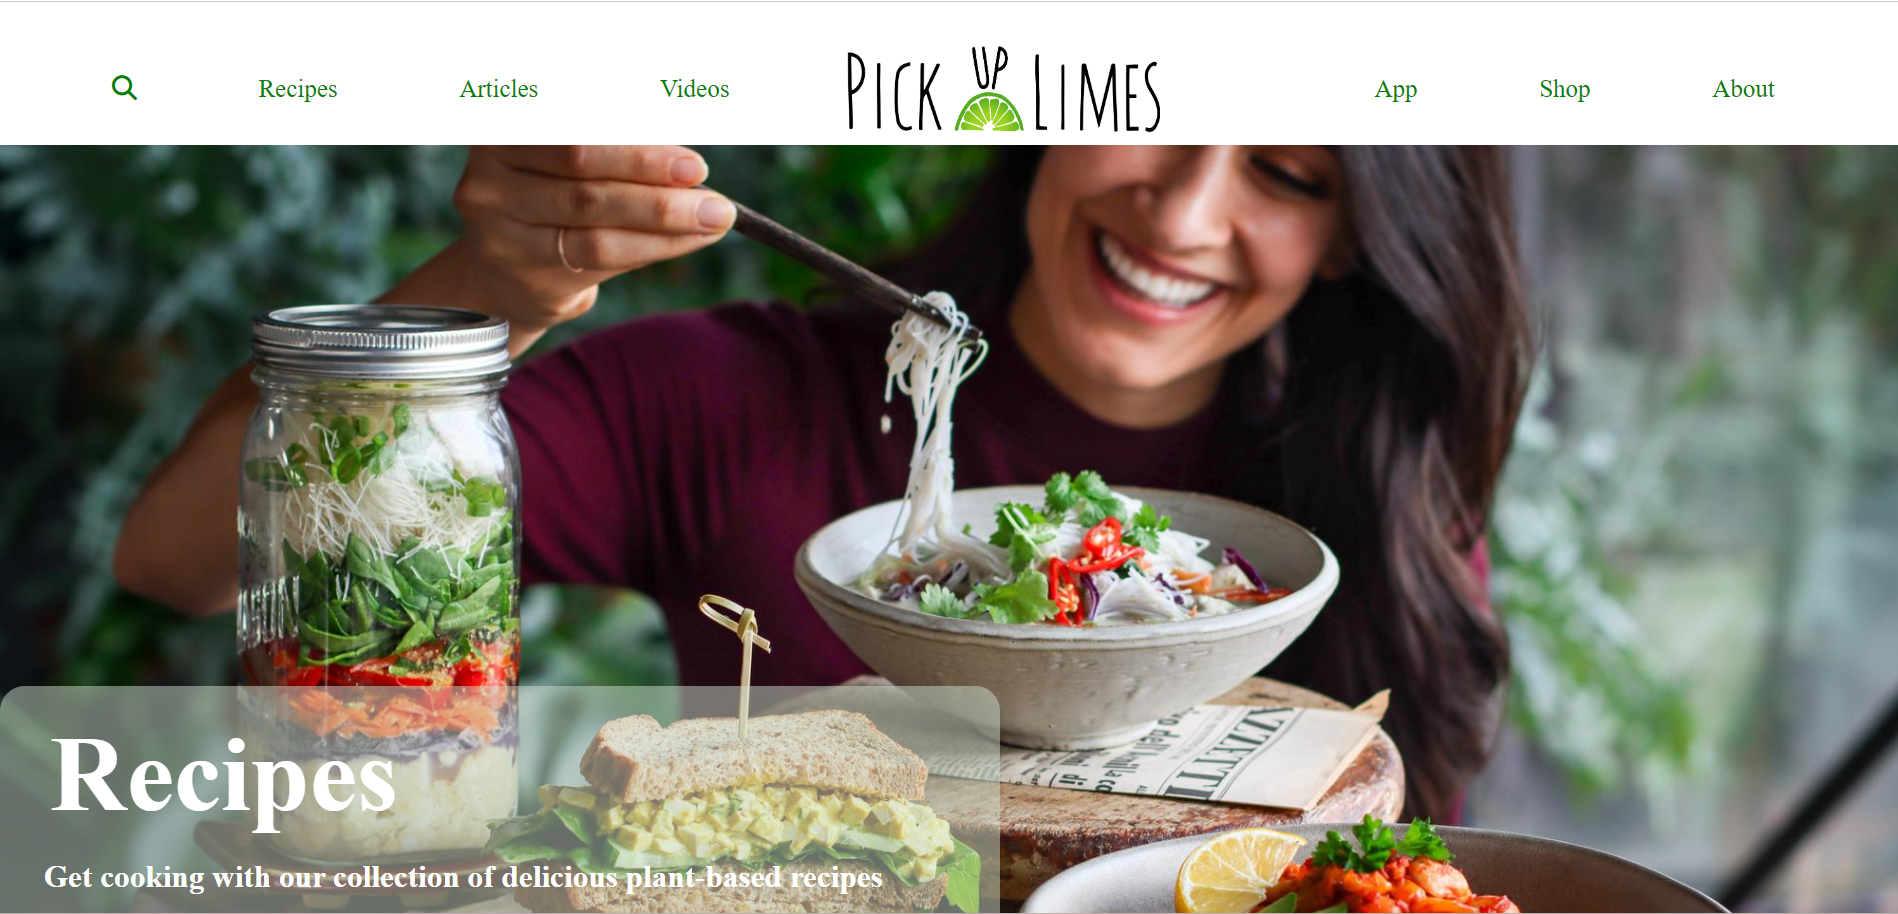 Recipes
Articles
Videos
PICK UP LIMES
App
Shop
About
Recipes
Get cooking with our collection of delicious plant-based recipes